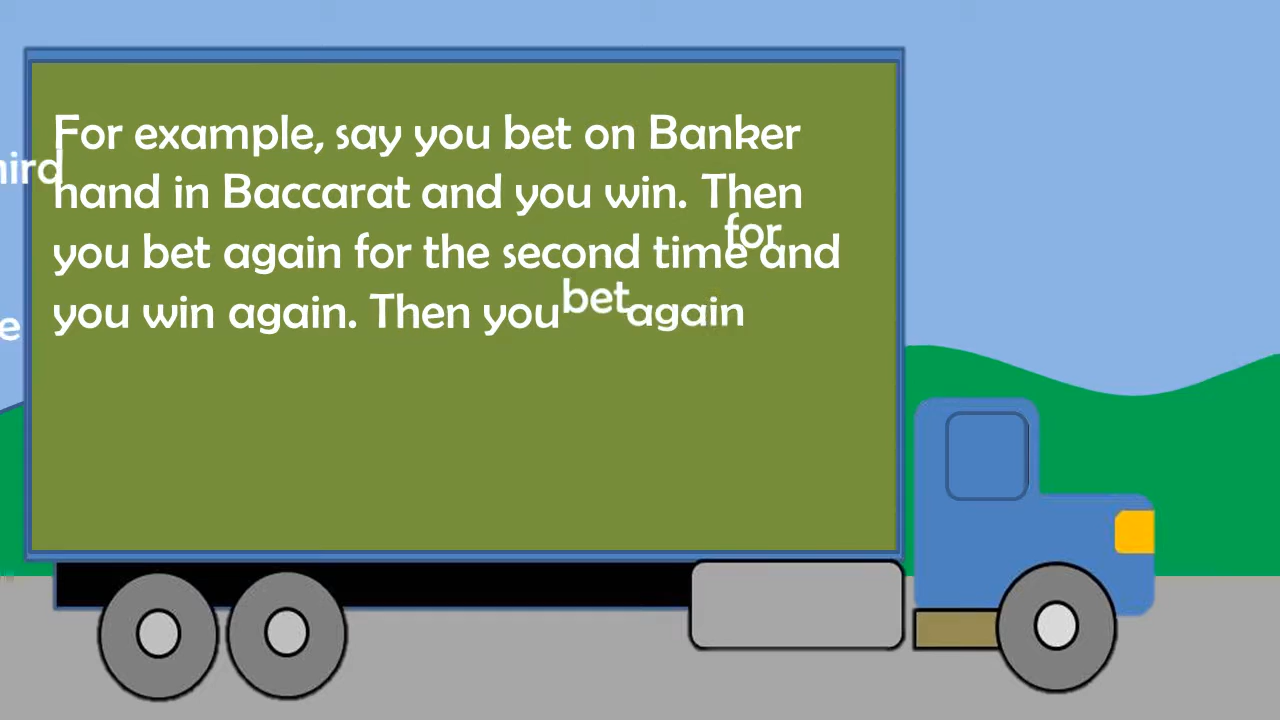 For example, say you bet on Banker
hand in Baccarat and you win. Then
you bet again for the second time and
you win again. Then you bet again
for